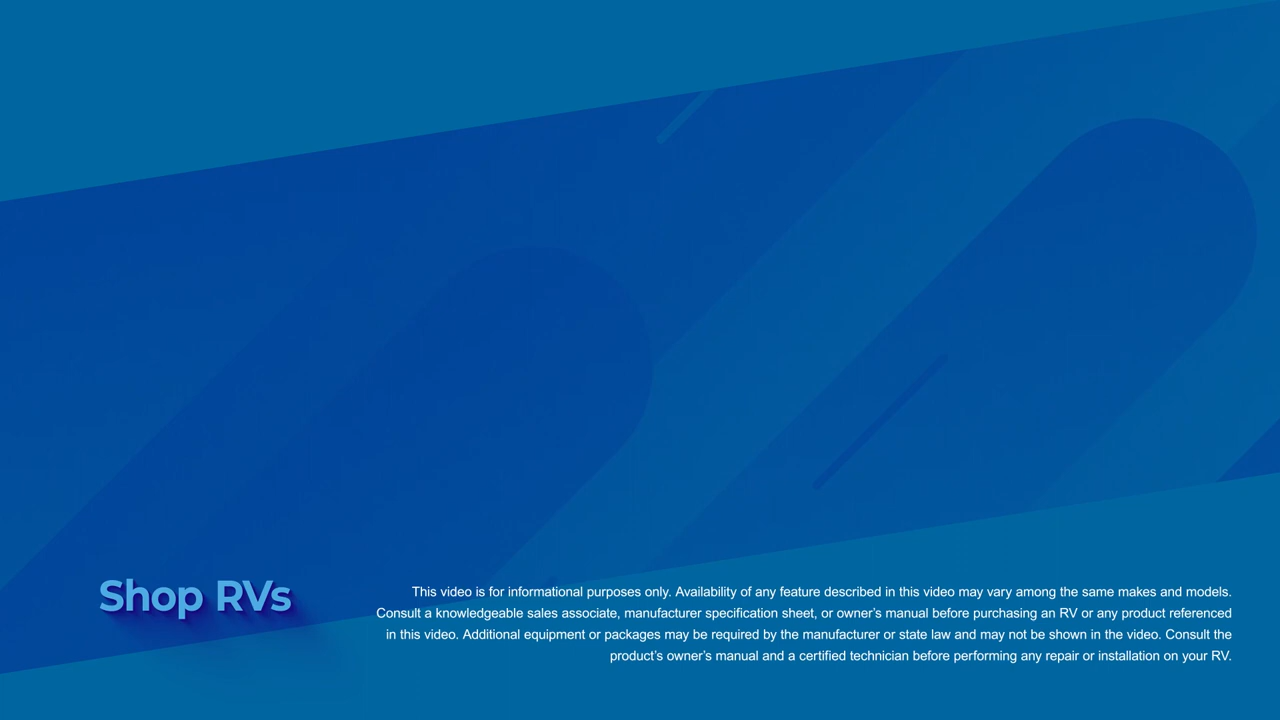 Shop RVs
This video is for informational purposes only. Availability of any feature described in this video may vary among the same makes and models.
Consult a knowledgeable sales associate, manufacturer specification sheet, or owner’s manual before purchasing an RV or any product referenced
in this video. Additional equipment or packages may be required by the manufacturer or state law and may not be shown in the video. Consult the
product’s owner’s manual and a certified technician before performing any repair or installation on your RV.